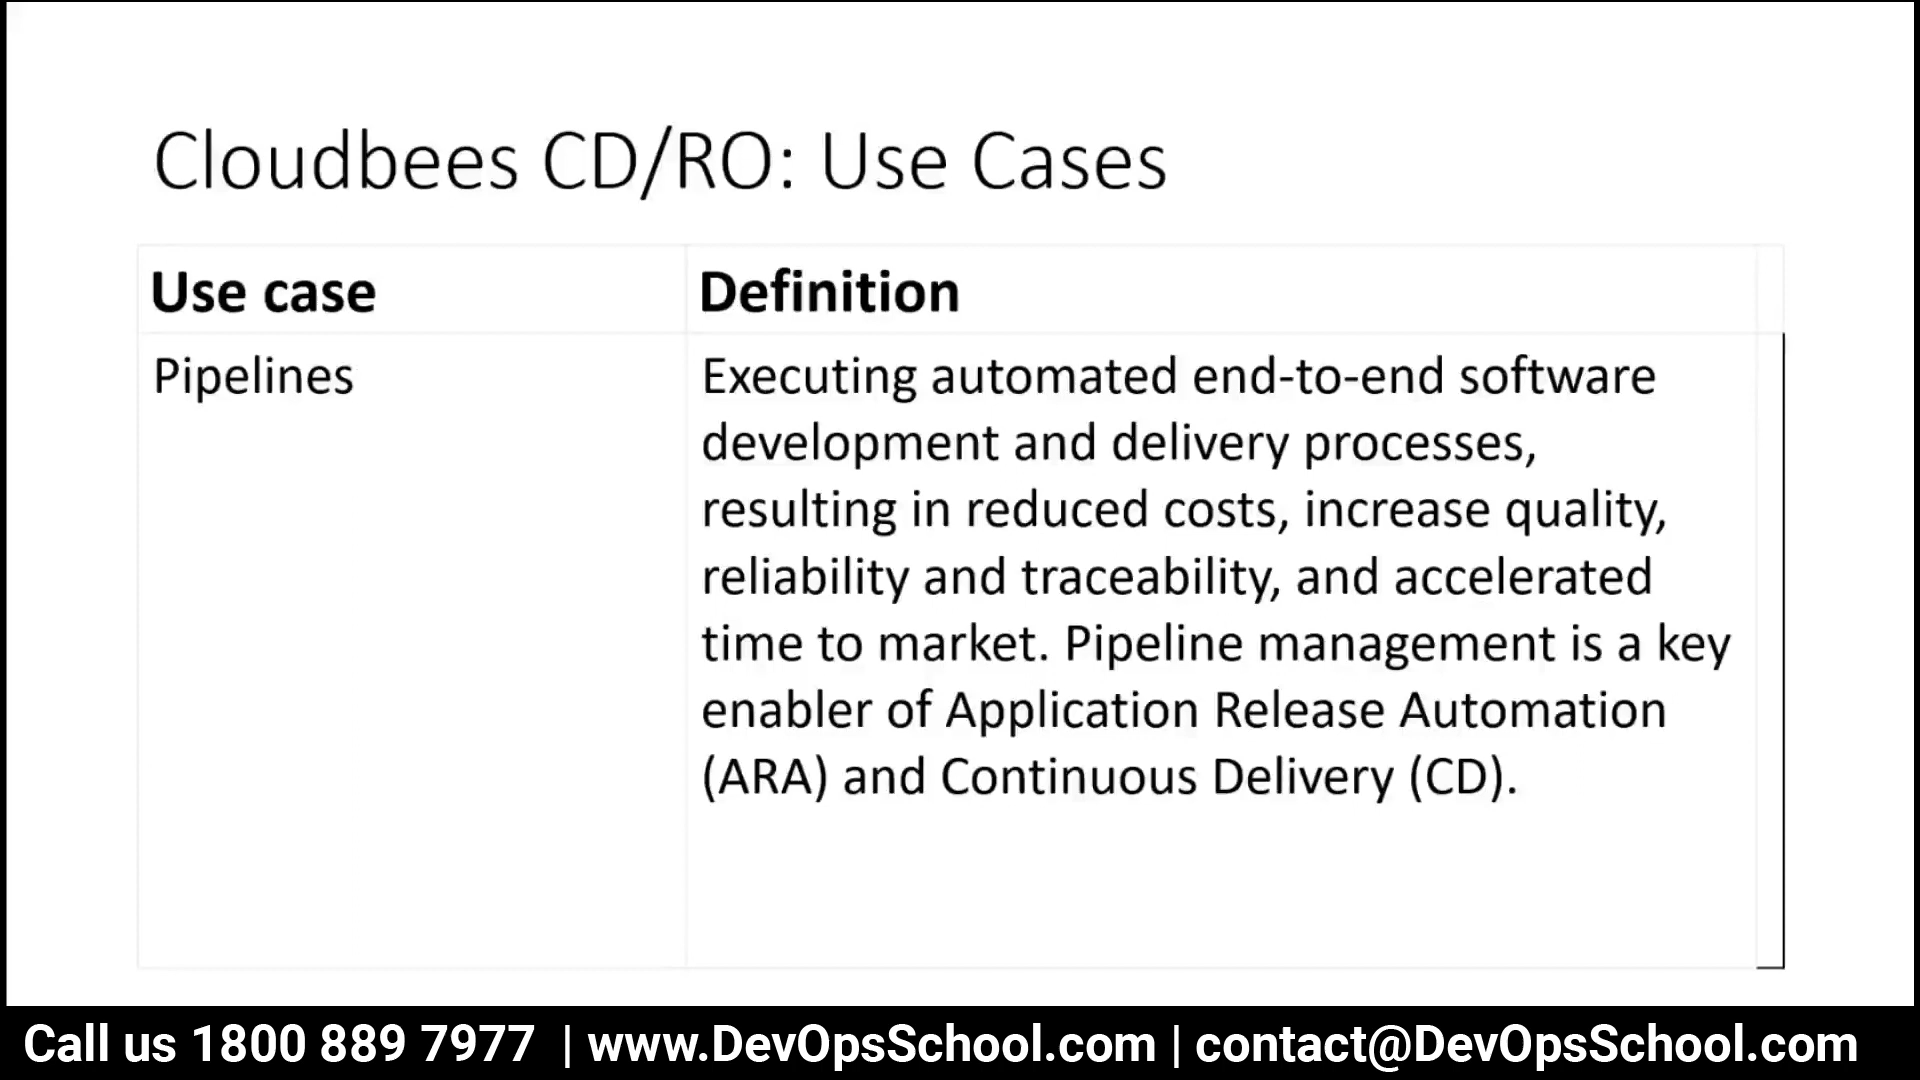 Cloudbees CD/RO: Use Cases
Use case
Definition
Pipelines
Executing automated end-to-end software
development and delivery processes,
resulting in reduced costs, increase quality,
reliability and traceability, and accelerated
time to market. Pipeline management is a key
enabler of Application Release Automation
(ARA) and Continuous Delivery (CD).
Call us 1800 889 7977 | www.DevOpsSchool.com | contact@DevOpsSchool.com